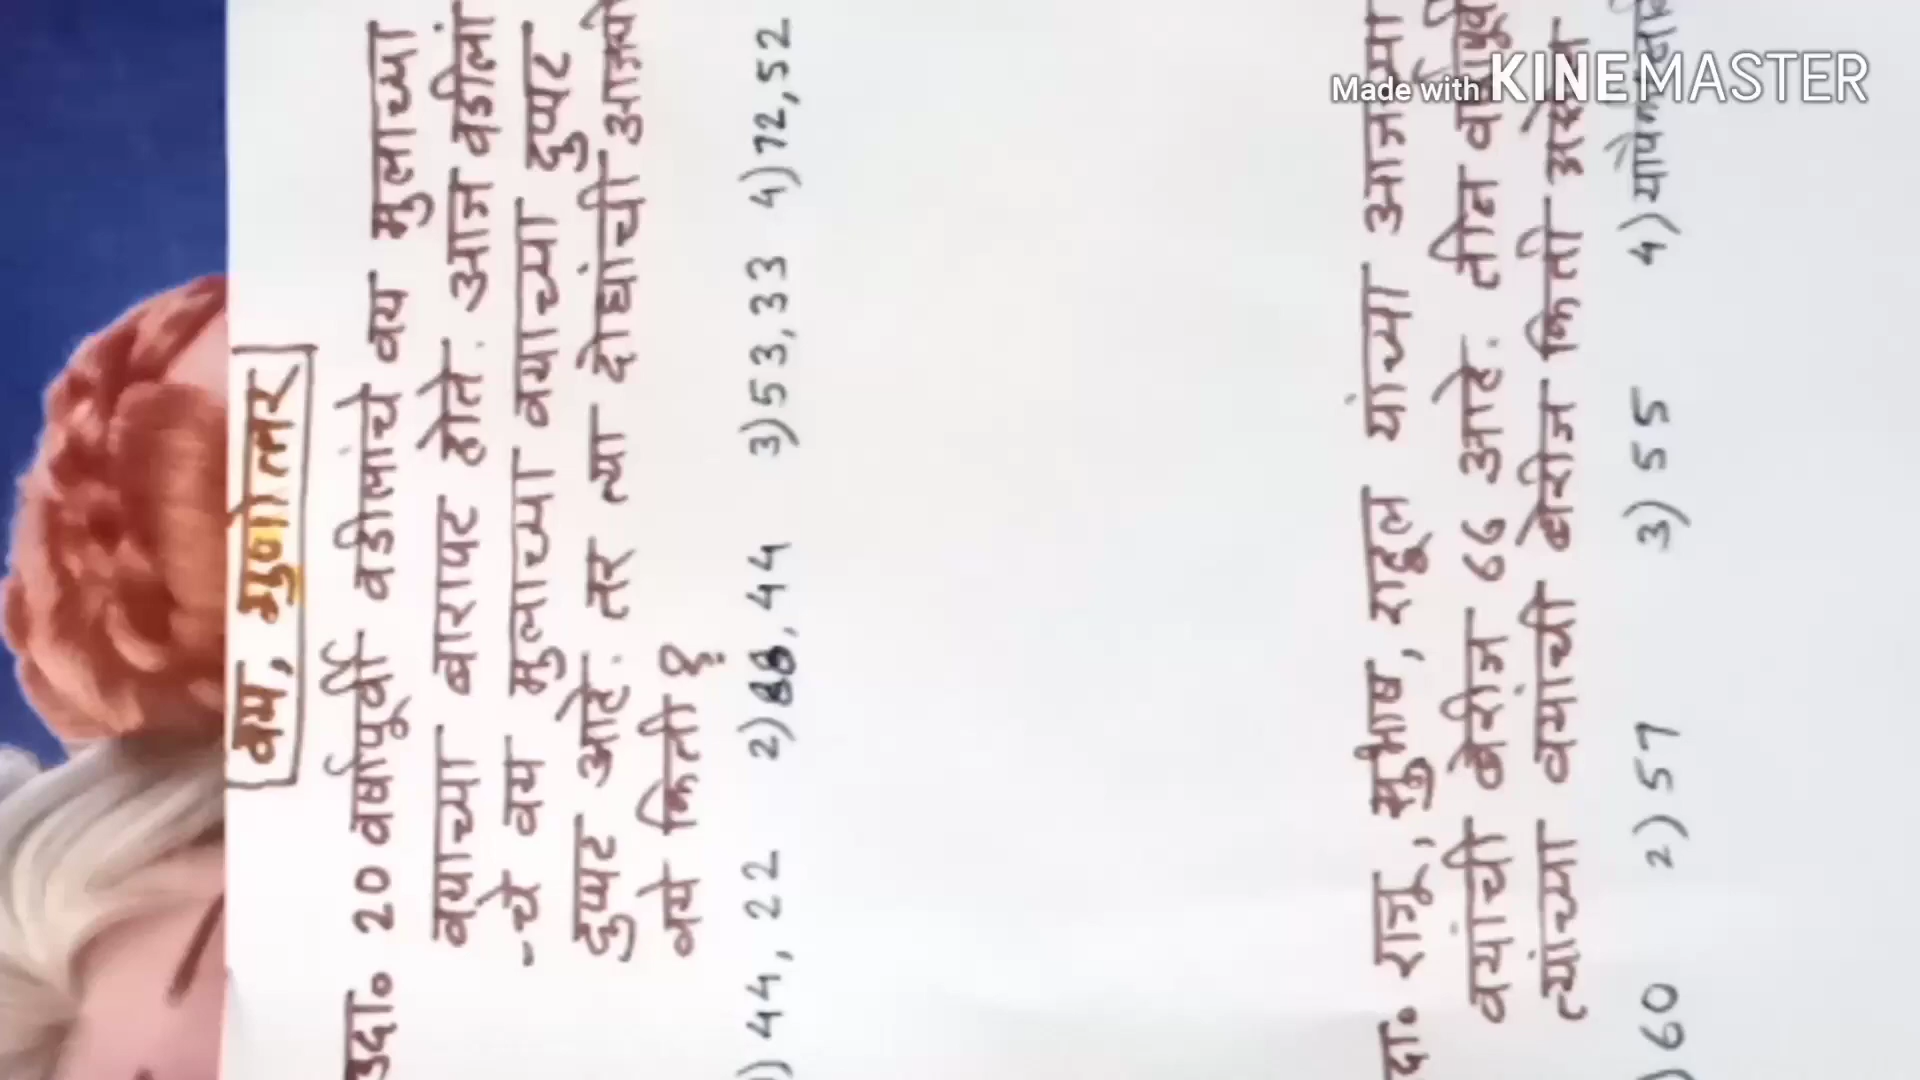 वय, गुणोत्तर
उदा. 20 वर्षापूर्वी वडीलांचे वय मुलाच्या
वयाच्या बारापट होते. आज वडीलां
-चे वय मुलाच्या वयाच्या दुप्पट
दुप्पट आहे. तर त्या दोघांची आजची
वये किती?
) 44, 22 2) 88, 44 3) 53, 33 4) 72, 52
दा. राजू, सुभाष, राहूल यांच्या आजच्या
वयांची बेरीज 66 आहे. तीन वर्षापूर्वी
त्यांच्या वयांची बेरीज किती असेल
) 60 2) 57 3) 55 4) यापैकी नाही
Made with KINEMASTER